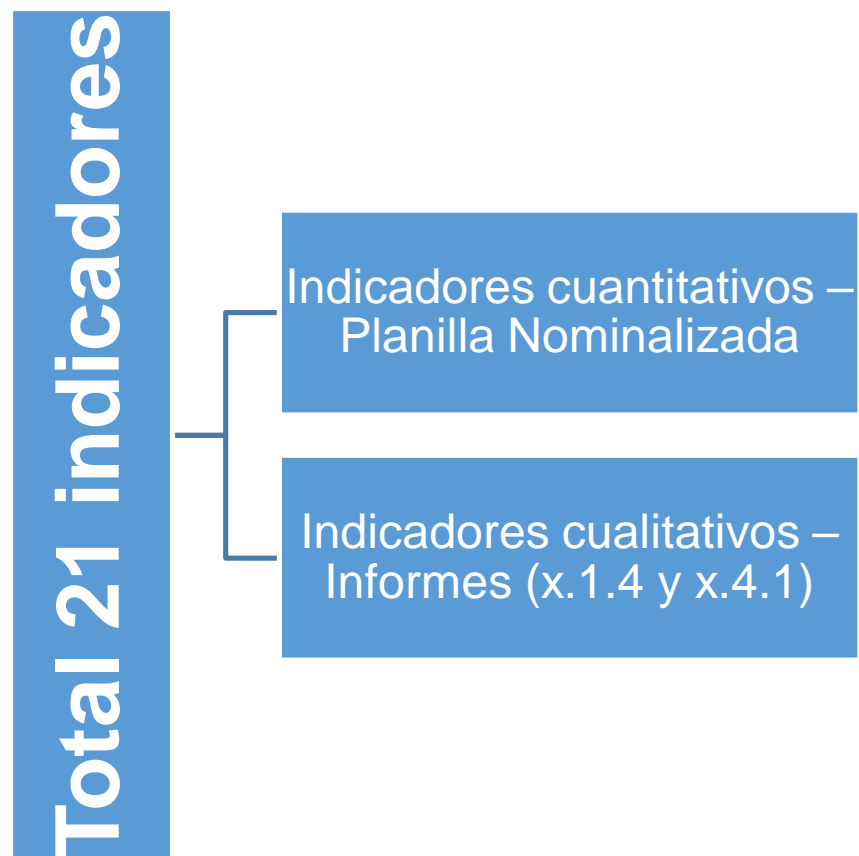 Total 21 indicadores
Indicadores cuantitativos –
Planilla Nominalizada
Indicadores cualitativos –
Informes (x.1.4 y x.4.1)